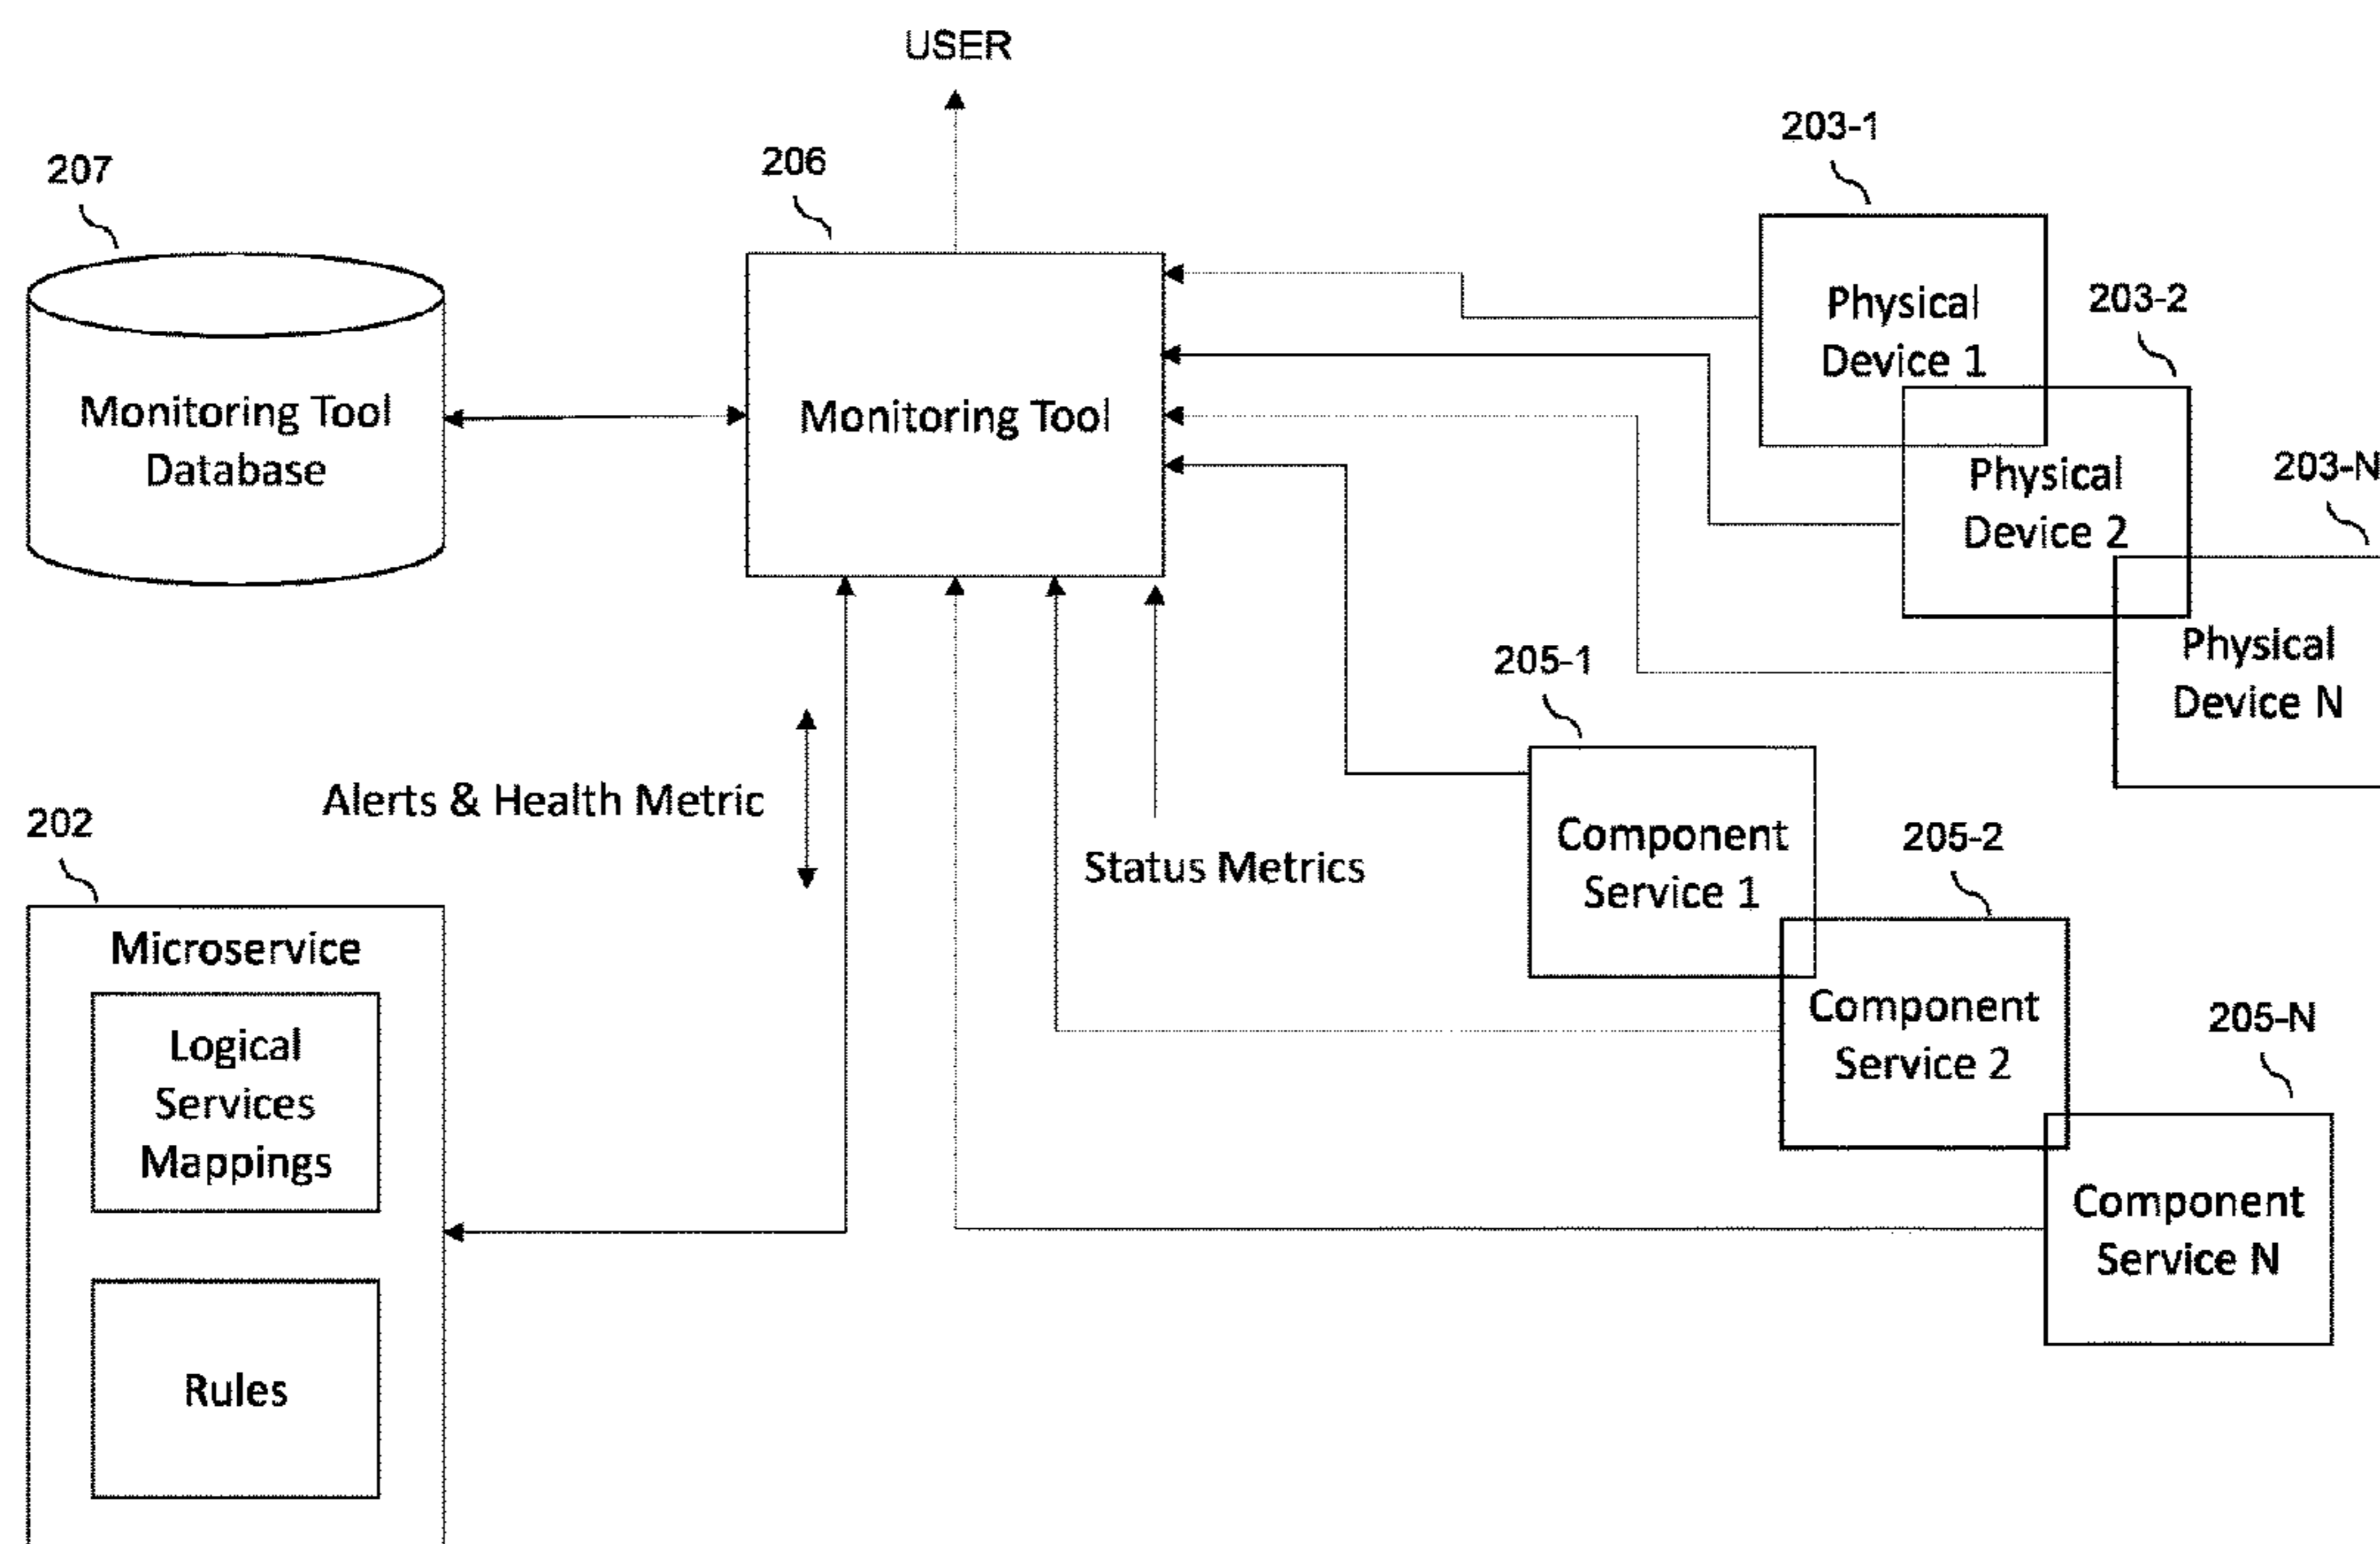 USER
207
206
203-1
203-2
203-N
Monitoring Tool
Database
Monitoring Tool
Physical
Device 1
Physical
Device 2
Physical
Device N
205-1
205-2
205-N
Component
Service 1
Component
Service 2
Component
Service N
Alerts & Health Metric
Status Metrics
202
Microservice
Logical
Services
Mappings
Rules